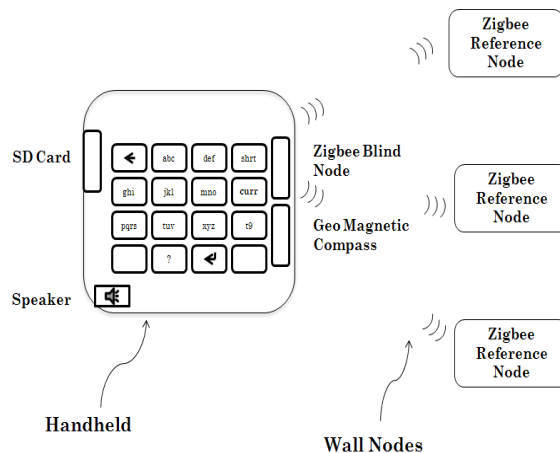 Zigbee
Reference
Node
SD Card
abc def shrt
ghi jkl mno curr
pqrs tuv xyz t9
?
Speaker
Handheld
Zigbee Blind
Node
Geo Magnetic
Compass
Zigbee
Reference
Node
Zigbee
Reference
Node
Wall Nodes